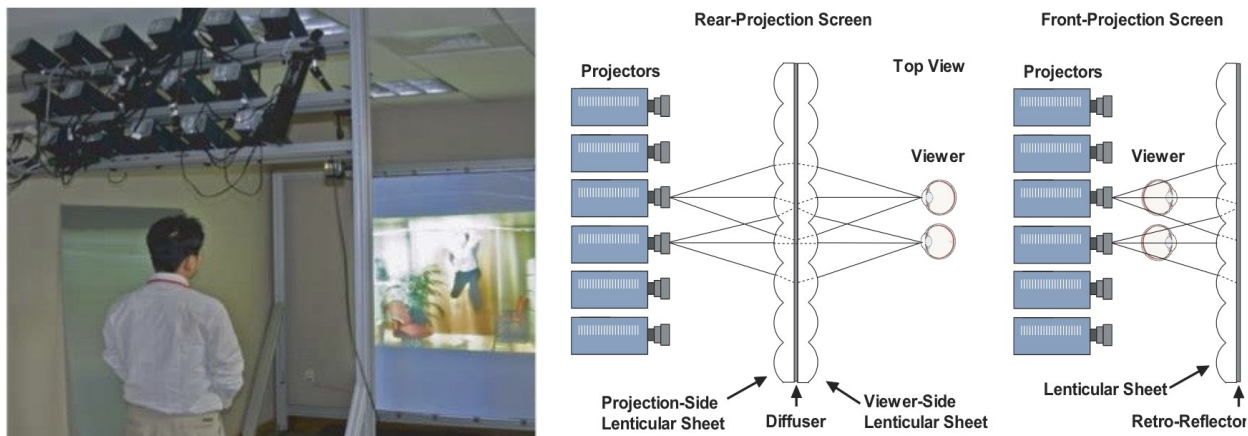 Rear-Projection Screen
Top View
Projectors
Viewer
Projection-Side
Lenticular Sheet
Diffuser
Viewer-Side
Lenticular Sheet
Front-Projection Screen
Projectors
Viewer
Lenticular Sheet
Retro-Reflector